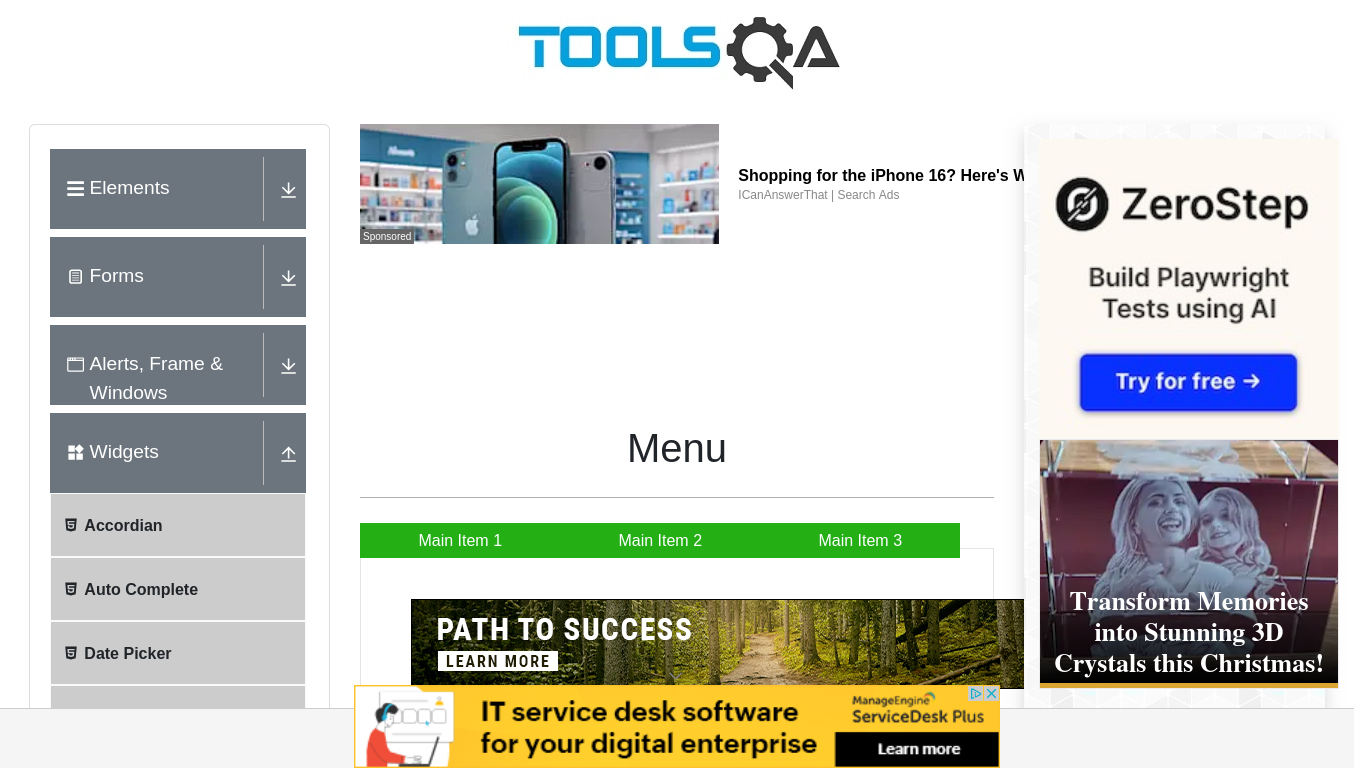 TOOLSQA
Elements
Forms
Alerts, Frame &
Windows
Widgets
Accordian
Auto Complete
Date Picker
Sponsored
Shopping for the iPhone 16? Here's W
ICanAnswerThat | Search Ads
Menu
Main Item 1
Main Item 2
Main Item 3
PATH TO SUCCESS
LEARN MORE
ZeroStep
Build Playwright
Tests using AI
Try for free →
Transform Memories
into Stunning 3D
Crystals this Christmas!
IT service desk software
for your digital enterprise
ManageEngine
ServiceDesk Plus
Learn more